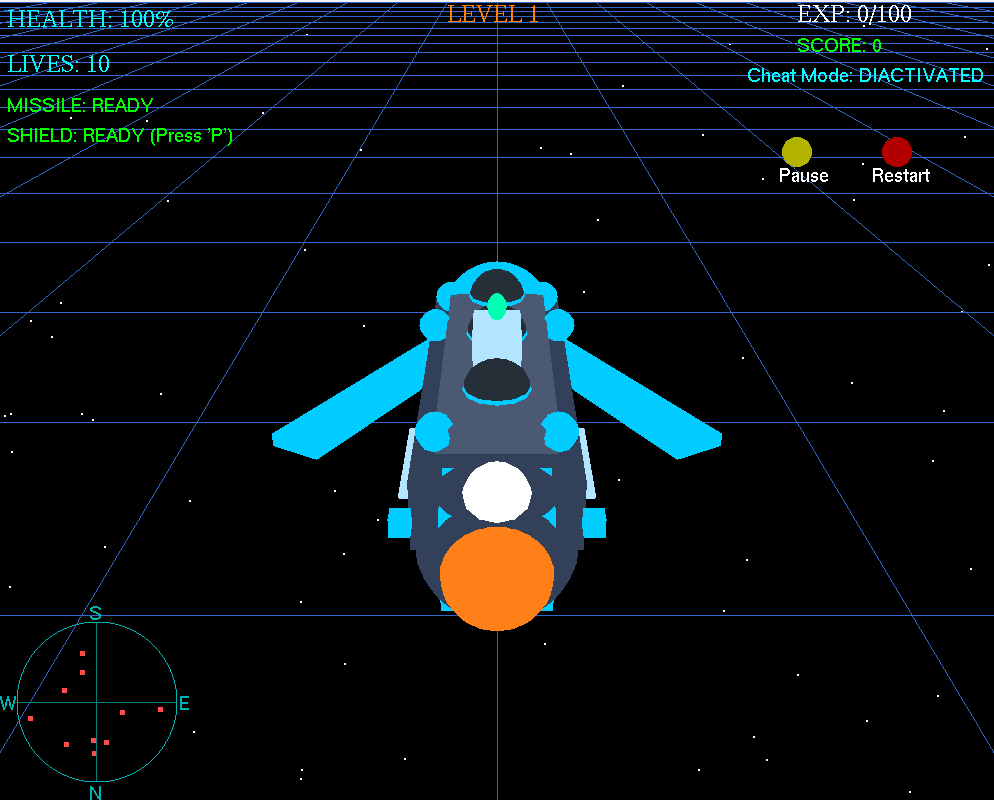 HEALTH: 100%
LEVEL 1
EXP: 0/100
SCORE: 0
LIVES: 10
Cheat Mode: DIACTIVATED
MISSILE: READY
SHIELD: READY (Press 'P')
Pause
Restart
S
W
E
N